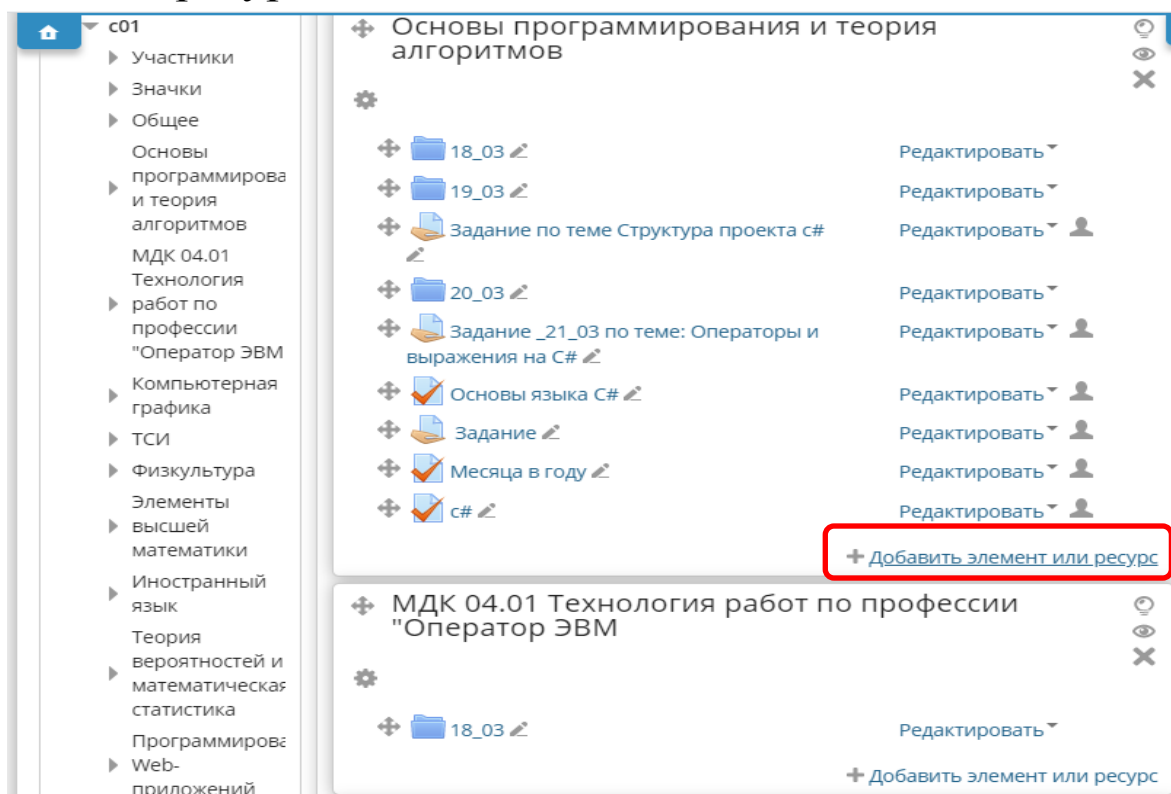 c01
Участники
Значки
Общее
Основы
программирова
и теория
алгоритмов
МДК 04.01
Технология
работ по
профессии
"Оператор ЭВМ
Компьютерная
графика
ТСИ
Физкультура
Элементы
высшей
математики
Иностранный
язык
Теория
вероятностей и
математическая
статистика
Программирова
Web-
приложений
Основы программирования и теория
алгоритмов
18_03 Редактировать
19_03 Редактировать
Задание по теме Структура проекта c# Редактировать
20_03 Редактировать
Задание _21_03 по теме: Операторы и Редактировать
выражения на C#
Основы языка C# Редактировать
Задание Редактировать
Месяца в году Редактировать
c# Редактировать
Добавить элемент или ресурс
МДК 04.01 Технология работ по профессии
"Оператор ЭВМ
18_03 Редактировать
Добавить элемент или ресурс